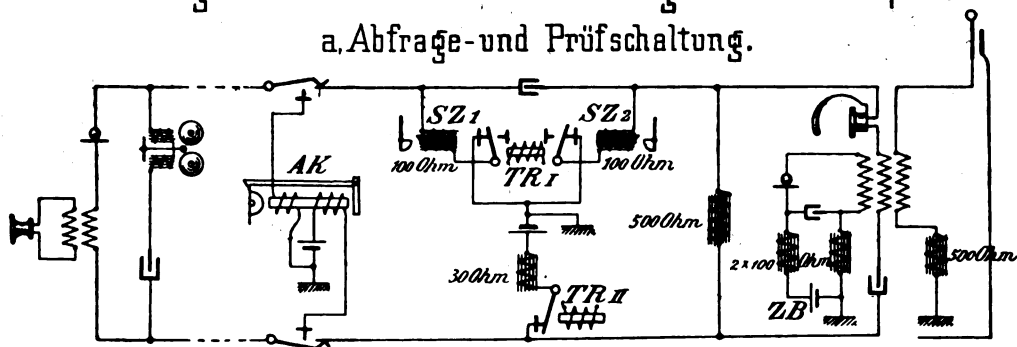 a, Abfrage- und Prüfschaltung.
SZ1
SZ2
100 Ohm
TR I
100 Ohm
AK
500 Ohm
30 Ohm
TR II
2 x 100 Ohm
ZB
500 Ohm